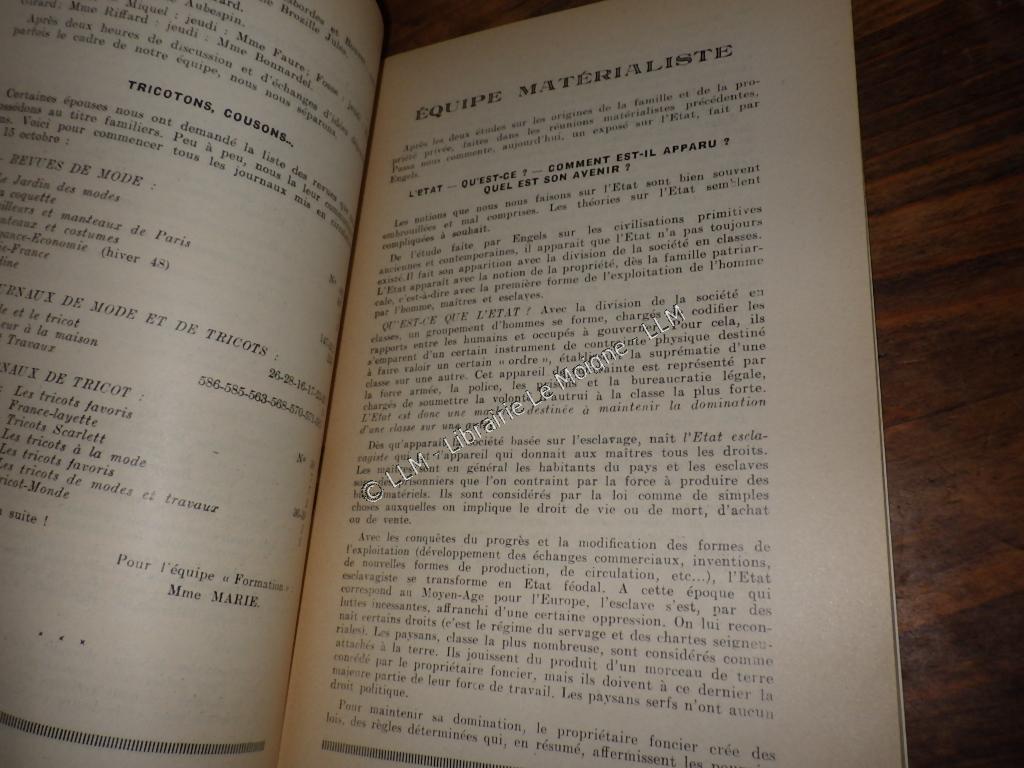 abordes et
me Brozille Jules
Aubespin.
Miquel ; jeudi : Mme Faure ; Fosse ; jeudi
Girard; Mme Riffard ; jeudi : Mme Bonnardel.
Après deux heures de discussion et d'échanges d'idées
parfois le cadre de notre équipe, nous nous séparons.
TRICOTONS, COUSONS...
Certaines épouses nous ont demandé la liste des revues que
ossédons au titre familiers. Peu à peu, nous la leur
ns. Voici pour commencer tous les journaux mis en
15 octobre :
REVUES DE MODE :
Le Jardin des modes
a coquette
illeurs et manteaux de Paris
anteaux et costumes
gance-Economie (hiver 48)
ie-France
dine
URNAUX DE MODE ET DE TRICOTS :
le et le tricot
eur à la maison
t Travaux
26-28-16-17
NAUX DE TRICOT :
586-585-563-568-570-571
Les tricots favoris
France-layette
Tricots Scarlett
Les tricots à la mode
Les tricots favoris
Les tricots de modes et travaux
ricot-Monde
a suite !
Pour l'équipe « Formation »
Mme MARIE.
* * *
ÉQUIPE MATÉRIALISTE
Après les deux études sur les origines de la famille et de la pro-
priété privée, faites dans les réunions matérialistes précédentes,
Passa nous commente, aujourd'hui, un exposé sur l'Etat, fait par
Engels.
L'ETAT — QU'EST-CE ? — COMMENT EST-IL APPARU ?
QUEL EST SON AVENIR ?
Les notions que nous nous faisons sur l'Etat sont bien souvent
embrouillées et mal comprises. Les théories sur l'Etat semblent
compliquées à souhait.
De l'étude faite par Engels sur les civilisations primitives
anciennes et contemporaines, il apparait que l'Etat n'a pas toujours
existé. Il fait son apparition avec la division de la société en classes.
L'Etat apparaît avec la notion de la propriété, dès la famille patriar-
cale, c'est-à-dire avec la première forme de l'exploitation de l'homme
par l'homme, maîtres et esclaves.
QU'EST-CE QUE L'ETAT ? Avec la division de la société en
classes, un groupement d'hommes se forme, chargés de codifier les
rapports entre les humains et occupés à gouverner. Pour cela, ils
s'emparent d'un certain instrument de contrainte physique destiné
à faire valoir un certain « ordre », établissant la suprématie d'une
classe sur une autre. Cet appareil de contrainte est représenté par
la force armée, la police, les prisons et la bureaucratie légale,
chargés de soumettre la volonté d'autrui à la classe la plus forte.
L'Etat est donc une machine destinée à maintenir la domination
d'une classe sur une autre.
Dès qu'apparaît la société basée sur l'esclavage, naît l'Etat escla-
vagiste qui est l'appareil qui donnait aux maîtres tous les droits.
Les maîtres sont en général les habitants du pays et les esclaves
sont des prisonniers que l'on contraint par la force à produire des
biens matériels. Ils sont considérés par la loi comme de simples
choses auxquelles on implique le droit de vie ou de mort, d'achat
ou de vente.
Avec les conquêtes du progrès et la modification des formes de
l'exploitation (développement des échanges commerciaux, inventions,
de nouvelles formes de production, de circulation, etc...), l'Etat
esclavagiste se transforme en Etat féodal. A cette époque qui
correspond au Moyen-Age pour l'Europe, l'esclave s'est, par des
luttes incessantes, affranchi d'une certaine oppression. On lui recon-
naît certains droits (c'est le régime du servage et des chartes seigneu-
riales). Les paysans, classe la plus nombreuse, sont considérés comme
attachés à la terre. Ils jouissent du produit d'un morceau de terre
concédé par le propriétaire foncier, mais ils doivent à ce dernier la
majeure partie de leur force de travail. Les paysans serfs n'ont aucun
droit politique.
Pour maintenir sa domination, le propriétaire foncier crée des
lois, des règles déterminées qui, en résumé, affermissent les
© LLM - Librairie Le Molone - LLM